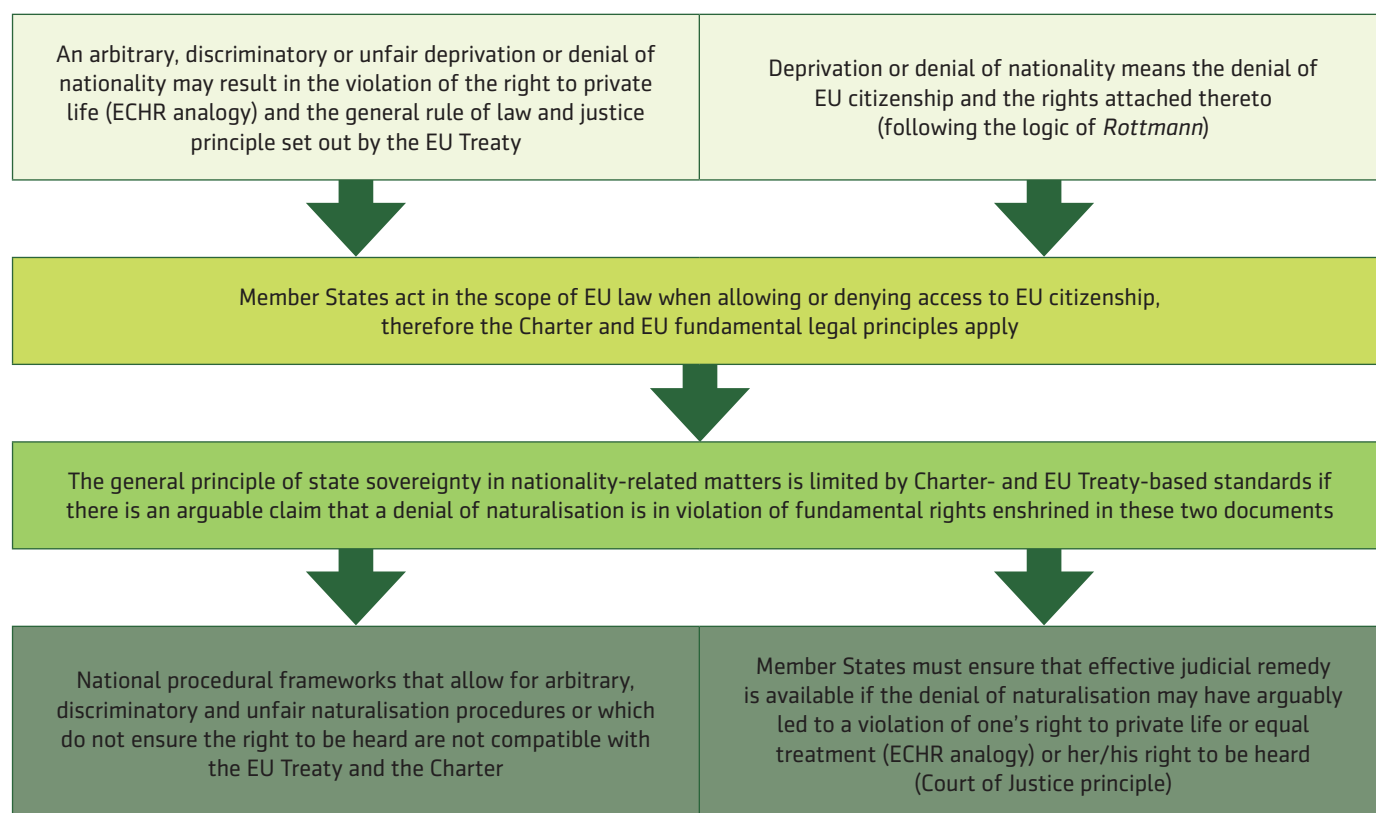 An arbitrary, discriminatory or unfair deprivation or denial of
nationality may result in the violation of the right to private
life (ECHR analogy) and the general rule of law and justice
principle set out by the EU Treaty
Deprivation or denial of nationality means the denial of
EU citizenship and the rights attached thereto
(following the logic of Rottmann)
Member States act in the scope of EU law when allowing or denying access to EU citizenship,
therefore the Charter and EU fundamental legal principles apply
The general principle of state sovereignty in nationality-related matters is limited by Charter- and EU Treaty-based standards if
there is an arguable claim that a denial of naturalisation is in violation of fundamental rights enshrined in these two documents
National procedural frameworks that allow for arbitrary,
discriminatory and unfair naturalisation procedures or which
do not ensure the right to be heard are not compatible with
the EU Treaty and the Charter
Member States must ensure that effective judicial remedy
is available if the denial of naturalisation may have arguably
led to a violation of one's right to private life or equal
treatment (ECHR analogy) or her/his right to be heard
(Court of Justice principle)